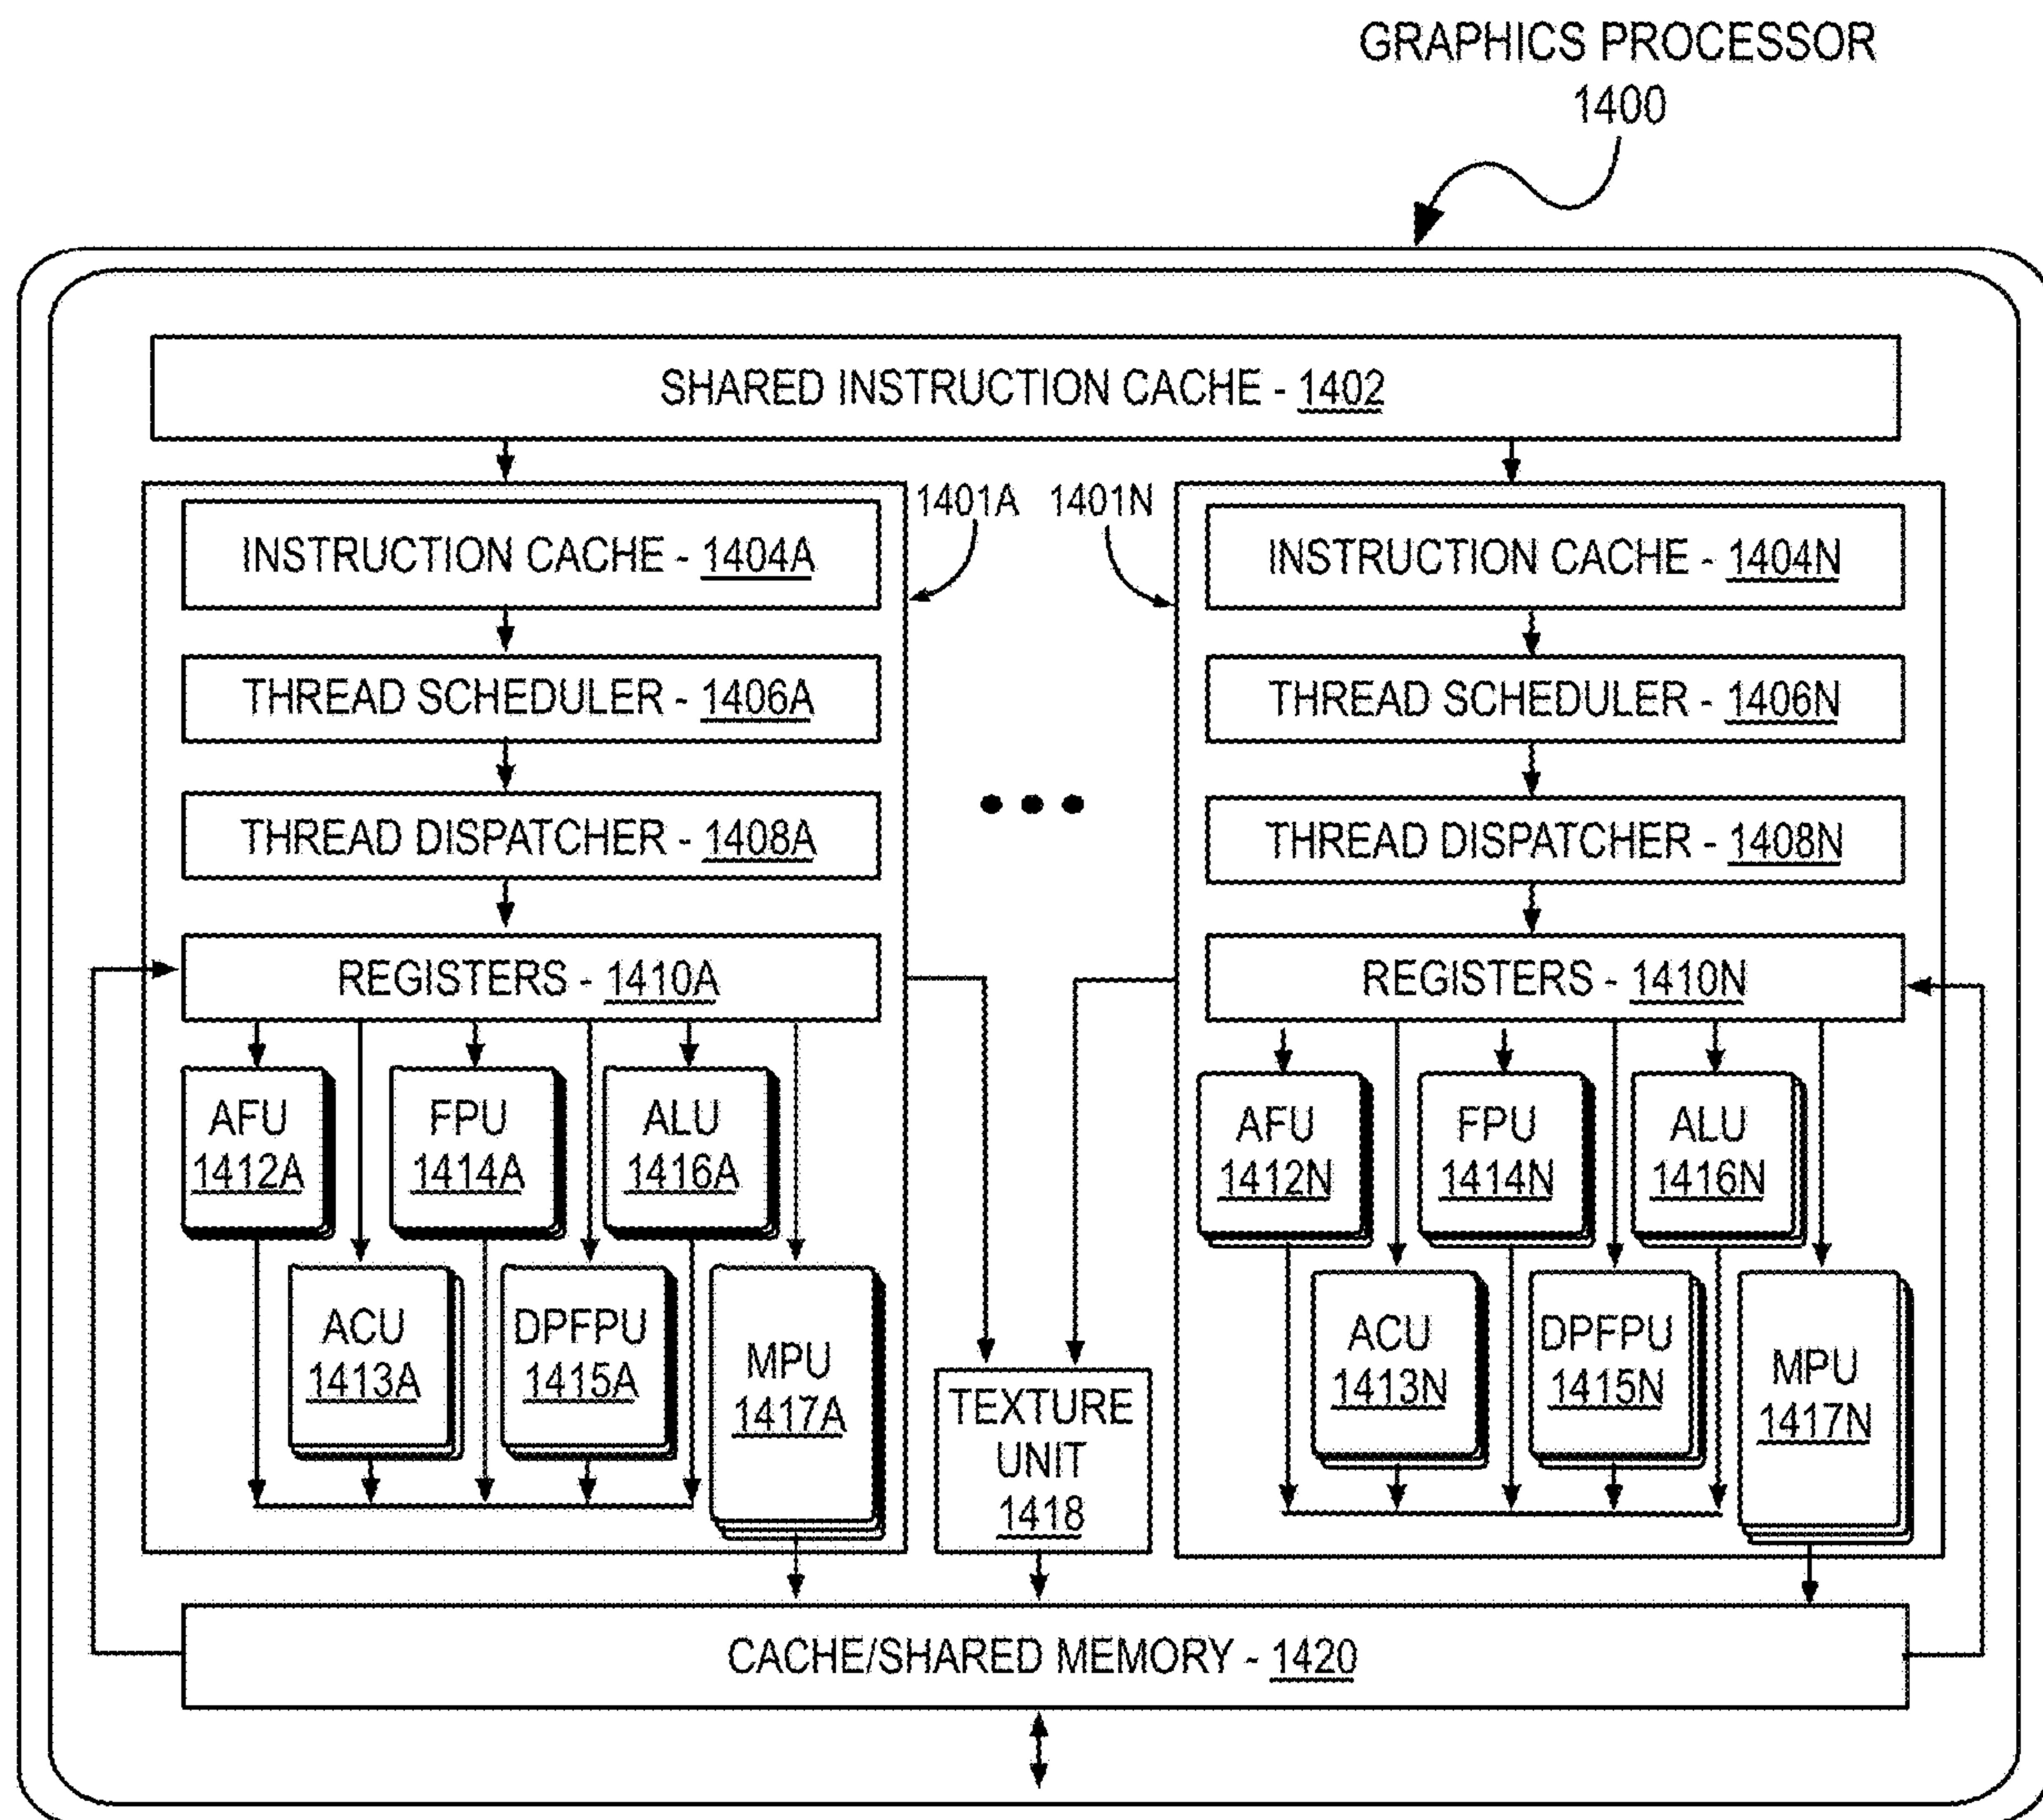 GRAPHICS PROCESSOR
1400
SHARED INSTRUCTION CACHE - 1402
1401A
1401N
INSTRUCTION CACHE - 1404A
THREAD SCHEDULER - 1406A
THREAD DISPATCHER - 1408A
REGISTERS - 1410A
AFU
1412A
FPU
1414A
ALU
1416A
ACU
1413A
DPFPU
1415A
MPU
1417A
TEXTURE
UNIT
1418
INSTRUCTION CACHE - 1404N
THREAD SCHEDULER - 1406N
THREAD DISPATCHER - 1408N
REGISTERS - 1410N
AFU
1412N
FPU
1414N
ALU
1416N
ACU
1413N
DPFPU
1415N
MPU
1417N
CACHE/SHARED MEMORY - 1420